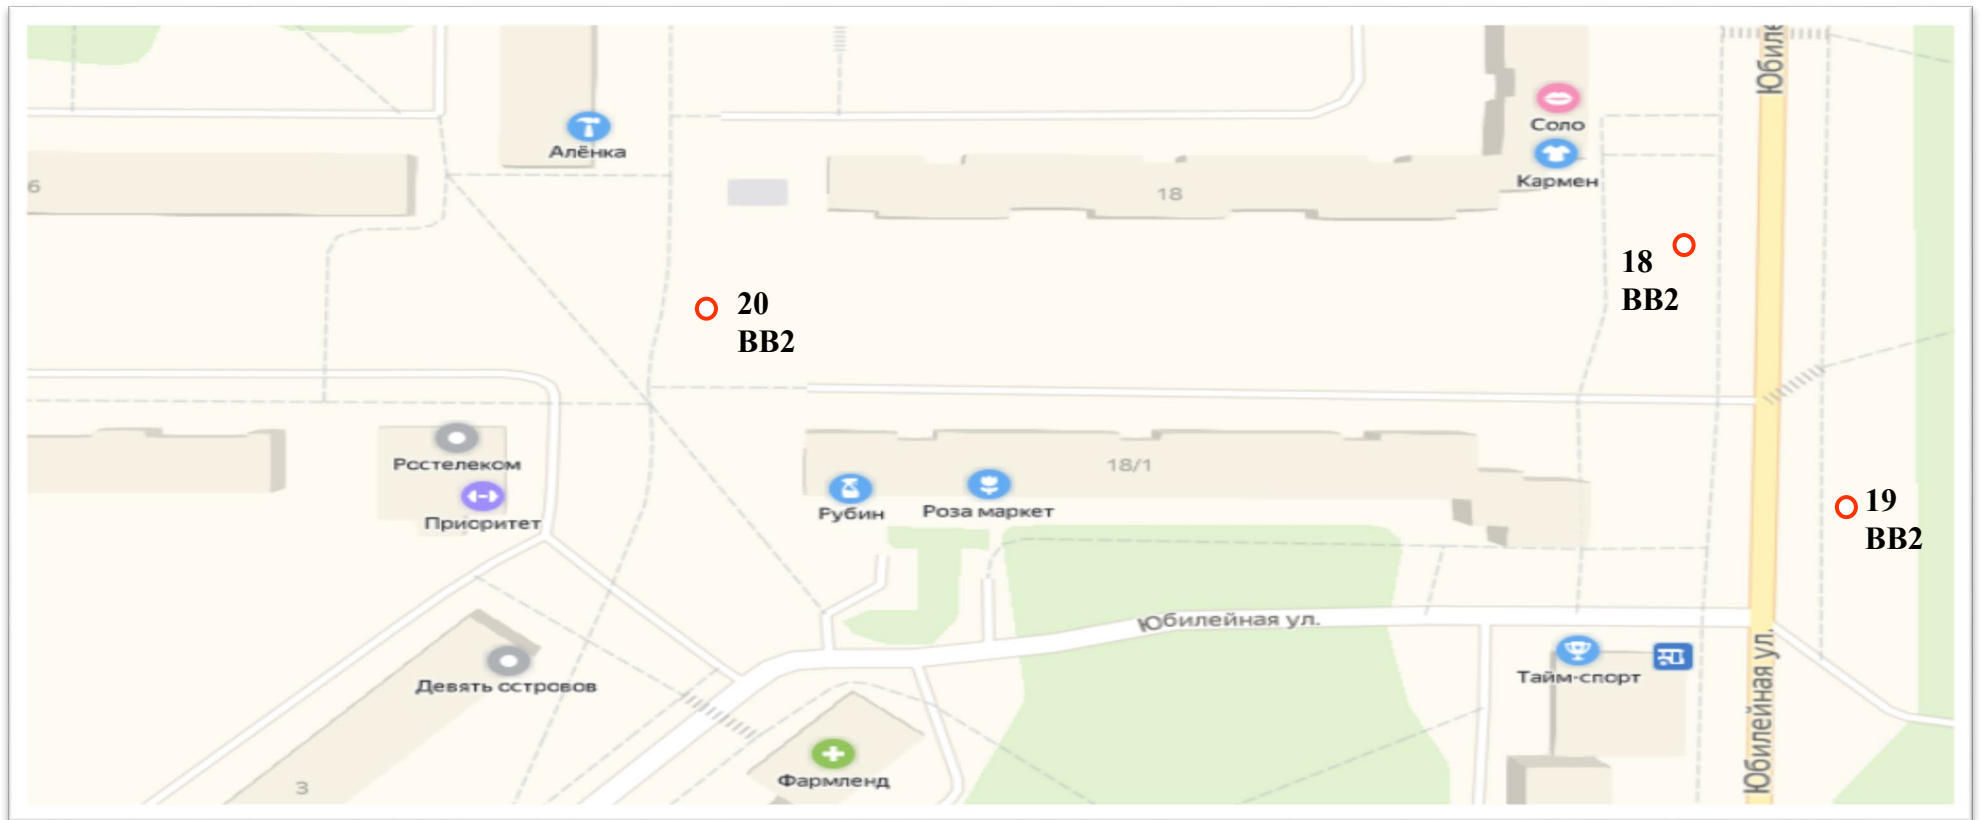 Юбиле
Соло
Алёнка
Кармен
6
18
18
ВВ2
20
ВВ2
Ростелеком
18/1
Приоритет
Рубин
Роза маркет
19
ВВ2
Юбилейная ул.
Девять островов
Тайм-спорт
Юбилейная ул.
Фармленд
3